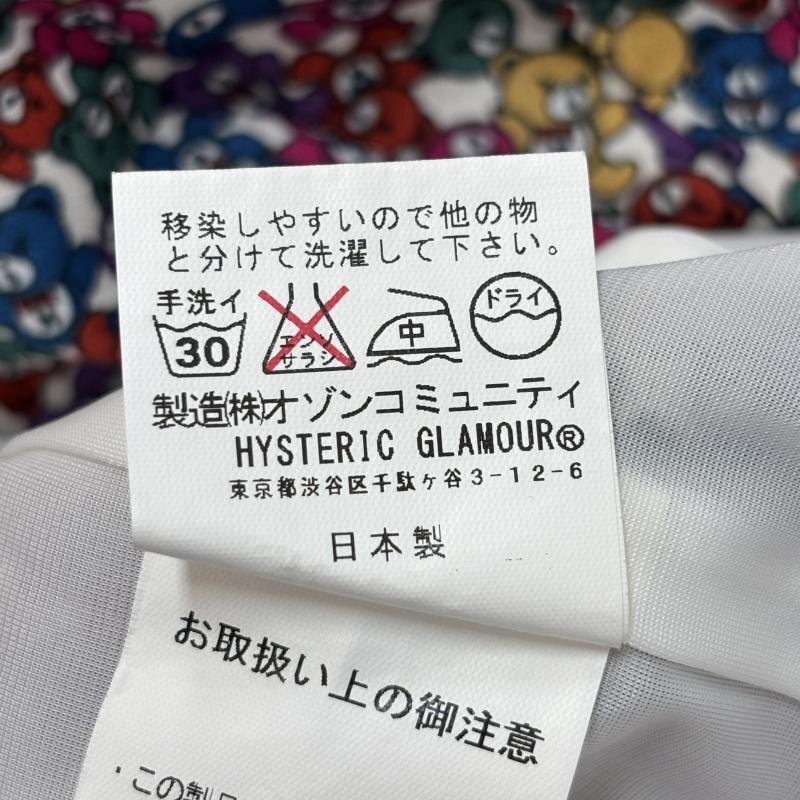 移染しやすいので他の物
と分けて洗濯して下さい。
手洗イ
30
エンソ
サラシ
中
ドライ
製造(株)オゾンコミュニティ
HYSTERIC GLAMOUR®
東京都渋谷区千駄ヶ谷3-12-6
日本製
お取扱い上の御注意
・この製